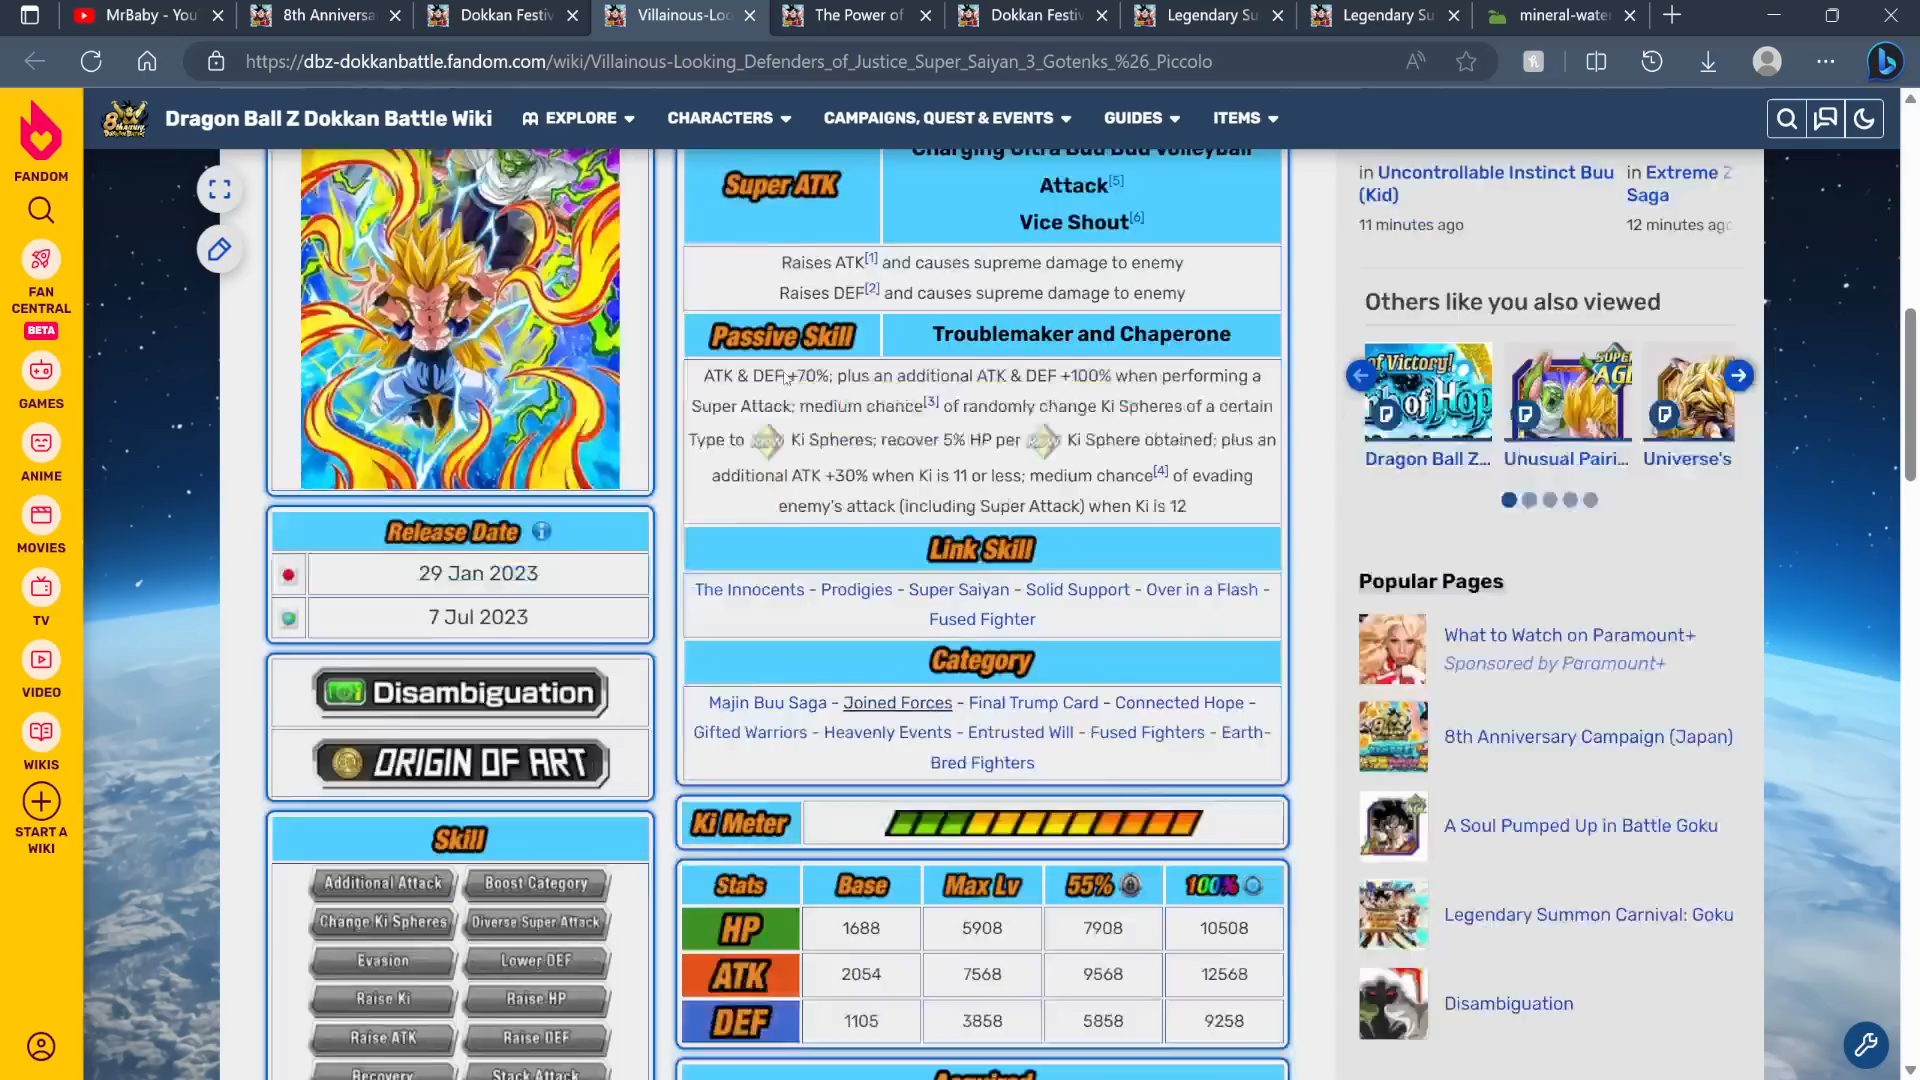 MrBaby - You
8th Anniversa
Dokkan Festiv
Villainous-Loo
The Power of
Dokkan Festiv
Legendary Su
Legendary Su
mineral-wate
https://dbz-dokkanbattle.fandom.com/wiki/Villainous-Looking_Defenders_of_Justice_Super_Saiyan_3_Gotenks_%26_Piccolo
Dragon Ball Z Dokkan Battle Wiki
EXPLORE
CHARACTERS
CAMPAIGNS, QUEST & EVENTS
GUIDES
ITEMS
FANDOM
FAN
CENTRAL
BETA
GAMES
ANIME
MOVIES
TV
VIDEO
WIKIS
START A
WIKI
Release Date
29 Jan 2023
7 Jul 2023
Disambiguation
ORIGIN OF ART
Skill
Additional Attack
Boost Category
Change Ki Spheres
Diverse Super Attack
Evasion
Lower DEF
Raise Ki
Raise HP
Raise ATK
Raise DEF
Recovery
Stack Attack
Super ATK
Charging Ultra Buu Buu Volleyball
Attack[5]
Vice Shout[6]
Raises ATK[1] and causes supreme damage to enemy
Raises DEF[2] and causes supreme damage to enemy
Passive Skill
Troublemaker and Chaperone
ATK & DEF +70%; plus an additional ATK & DEF +100% when performing a
Super Attack; medium chance[3] of randomly change Ki Spheres of a certain
Type to Ki Spheres; recover 5% HP per Ki Sphere obtained; plus an
additional ATK +30% when Ki is 11 or less; medium chance[4] of evading
enemy's attack (including Super Attack) when Ki is 12
Link Skill
The Innocents - Prodigies - Super Saiyan - Solid Support - Over in a Flash -
Fused Fighter
Category
Majin Buu Saga - Joined Forces - Final Trump Card - Connected Hope -
Gifted Warriors - Heavenly Events - Entrusted Will - Fused Fighters - Earth-
Bred Fighters
Ki Meter
Stats Base Max Lv 55% 100%
HP 1688 5908 7908 10508
ATK 2054 7568 9568 12568
DEF 1105 3858 5858 9258
Acquired
in Uncontrollable Instinct Buu
(Kid)
11 minutes ago
in Extreme Z
Saga
12 minutes ago
Others like you also viewed
Dragon Ball Z...
Unusual Pairi...
Universe's
Popular Pages
What to Watch on Paramount+
Sponsored by Paramount+
8th Anniversary Campaign (Japan)
A Soul Pumped Up in Battle Goku
Legendary Summon Carnival: Goku
Disambiguation